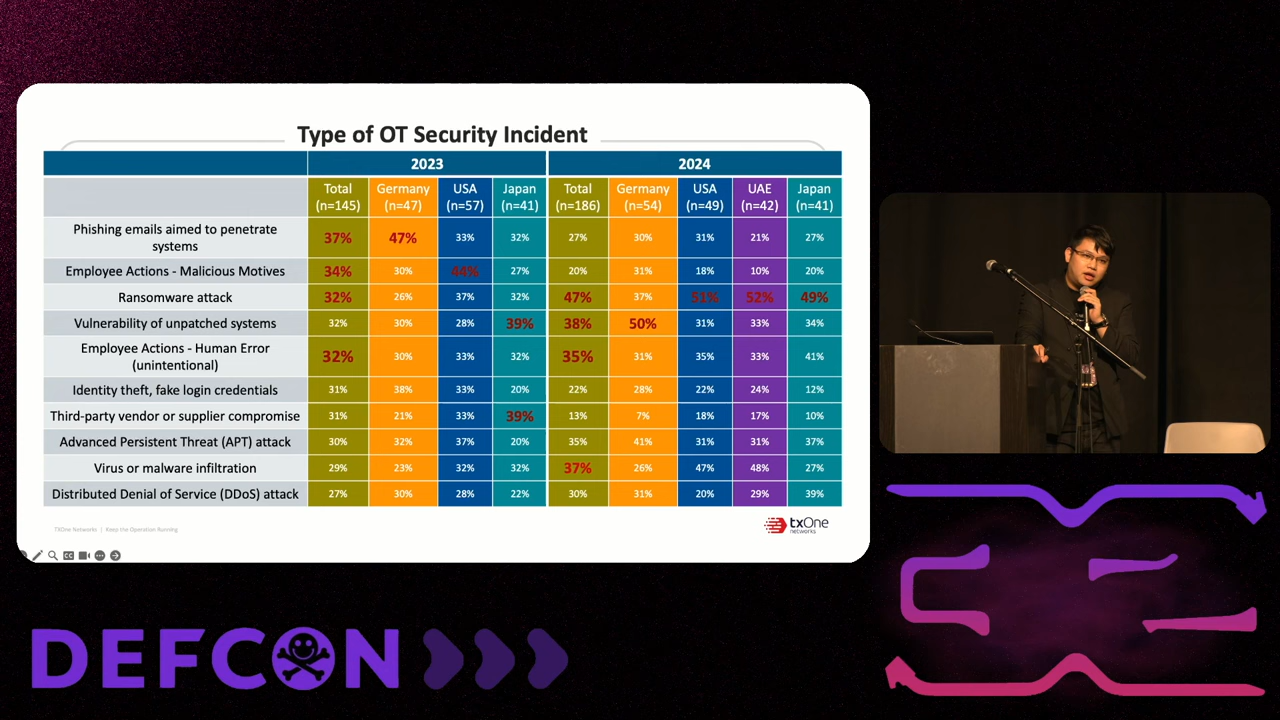 Type of OT Security Incident
2023 2024
Total (n=145) Germany (n=47) USA (n=57) Japan (n=41) Total (n=186) Germany (n=54) USA (n=49) UAE (n=42) Japan (n=41)
Phishing emails aimed to penetrate systems 37% 47% 33% 32% 27% 30% 31% 21% 27%
Employee Actions - Malicious Motives 34% 30% 44% 27% 20% 31% 18% 10% 20%
Ransomware attack 32% 26% 37% 32% 47% 37% 51% 52% 49%
Vulnerability of unpatched systems 32% 30% 28% 39% 38% 50% 31% 33% 34%
Employee Actions - Human Error (unintentional) 32% 30% 33% 32% 35% 31% 35% 33% 41%
Identity theft, fake login credentials 31% 38% 33% 20% 22% 28% 22% 24% 12%
Third-party vendor or supplier compromise 31% 21% 33% 39% 13% 7% 18% 17% 10%
Advanced Persistent Threat (APT) attack 30% 32% 37% 20% 35% 41% 31% 31% 37%
Virus or malware infiltration 29% 23% 32% 32% 37% 26% 47% 48% 27%
Distributed Denial of Service (DDoS) attack 27% 30% 28% 22% 30% 31% 20% 29% 39%
TXOne Networks | Keep the Operation Running
txOne
networks
DEFCON